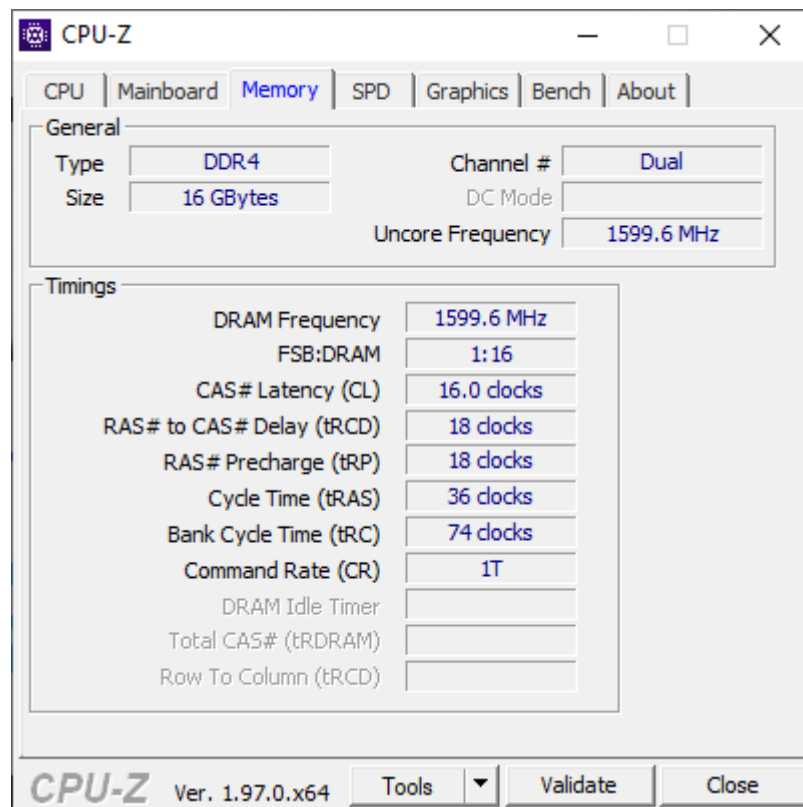 CPU-Z
CPU Mainboard Memory SPD Graphics Bench About
General
Type DDR4 Channel # Dual
Size 16 GBytes DC Mode
Uncore Frequency 1599.6 MHz
Timings
DRAM Frequency 1599.6 MHz
FSB:DRAM 1:16
CAS# Latency (CL) 16.0 clocks
RAS# to CAS# Delay (tRCD) 18 clocks
RAS# Precharge (tRP) 18 clocks
Cycle Time (tRAS) 36 clocks
Bank Cycle Time (tRC) 74 clocks
Command Rate (CR) 1T
DRAM Idle Timer
Total CAS# (tRDRAM)
Row To Column (tRCD)
CPU-Z Ver. 1.97.0.x64 Tools Validate Close